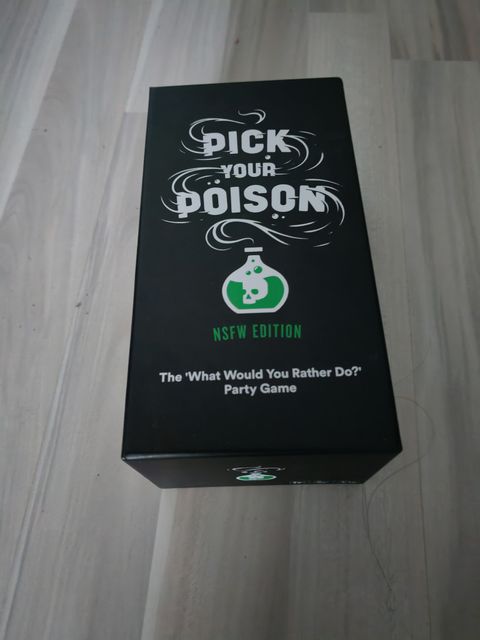 PICK
YOUR
POISON
NSFW EDITION
The 'What Would You Rather Do?'
Party Game